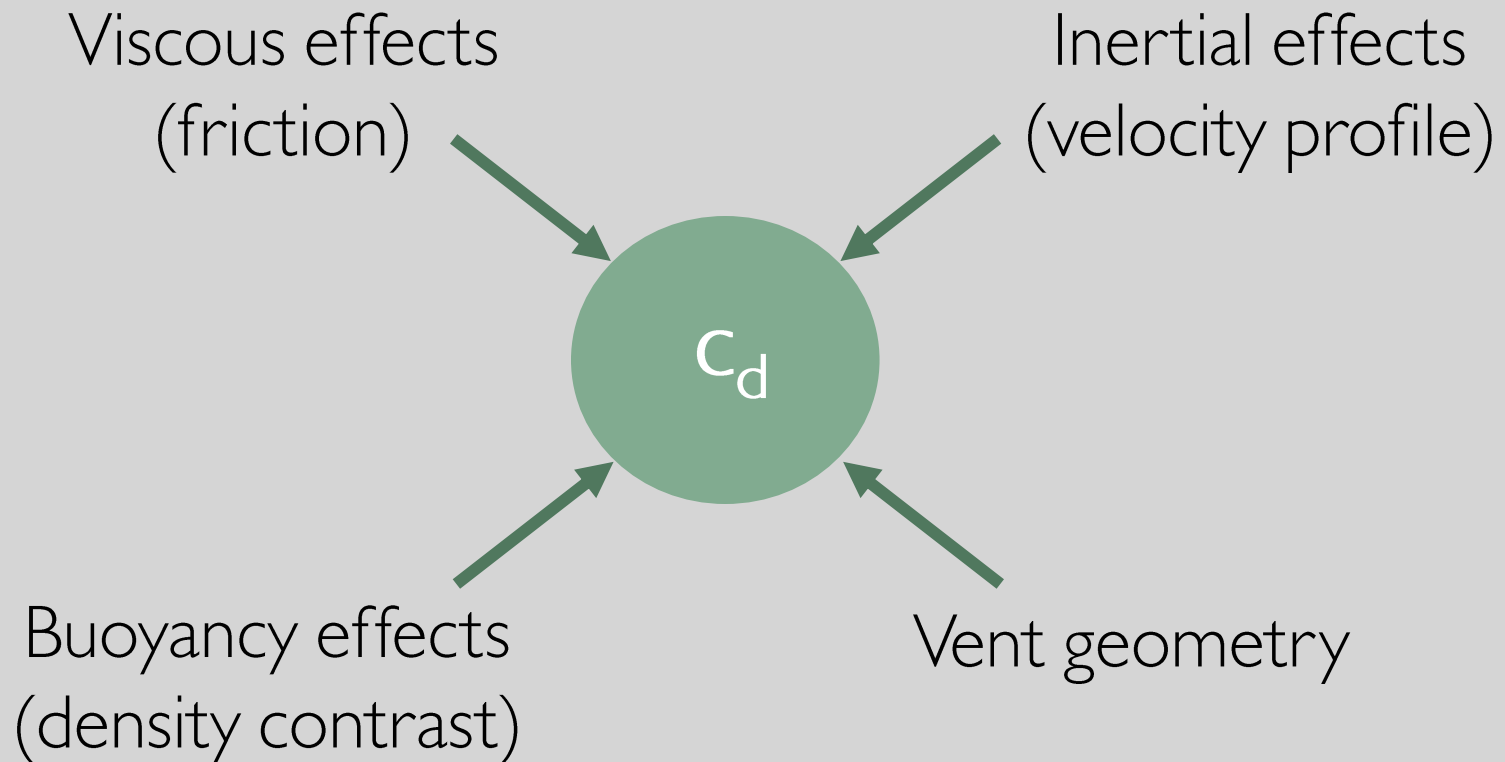 Viscous effects
(friction)
Inertial effects
(velocity profile)
cd
Buoyancy effects
(density contrast)
Vent geometry